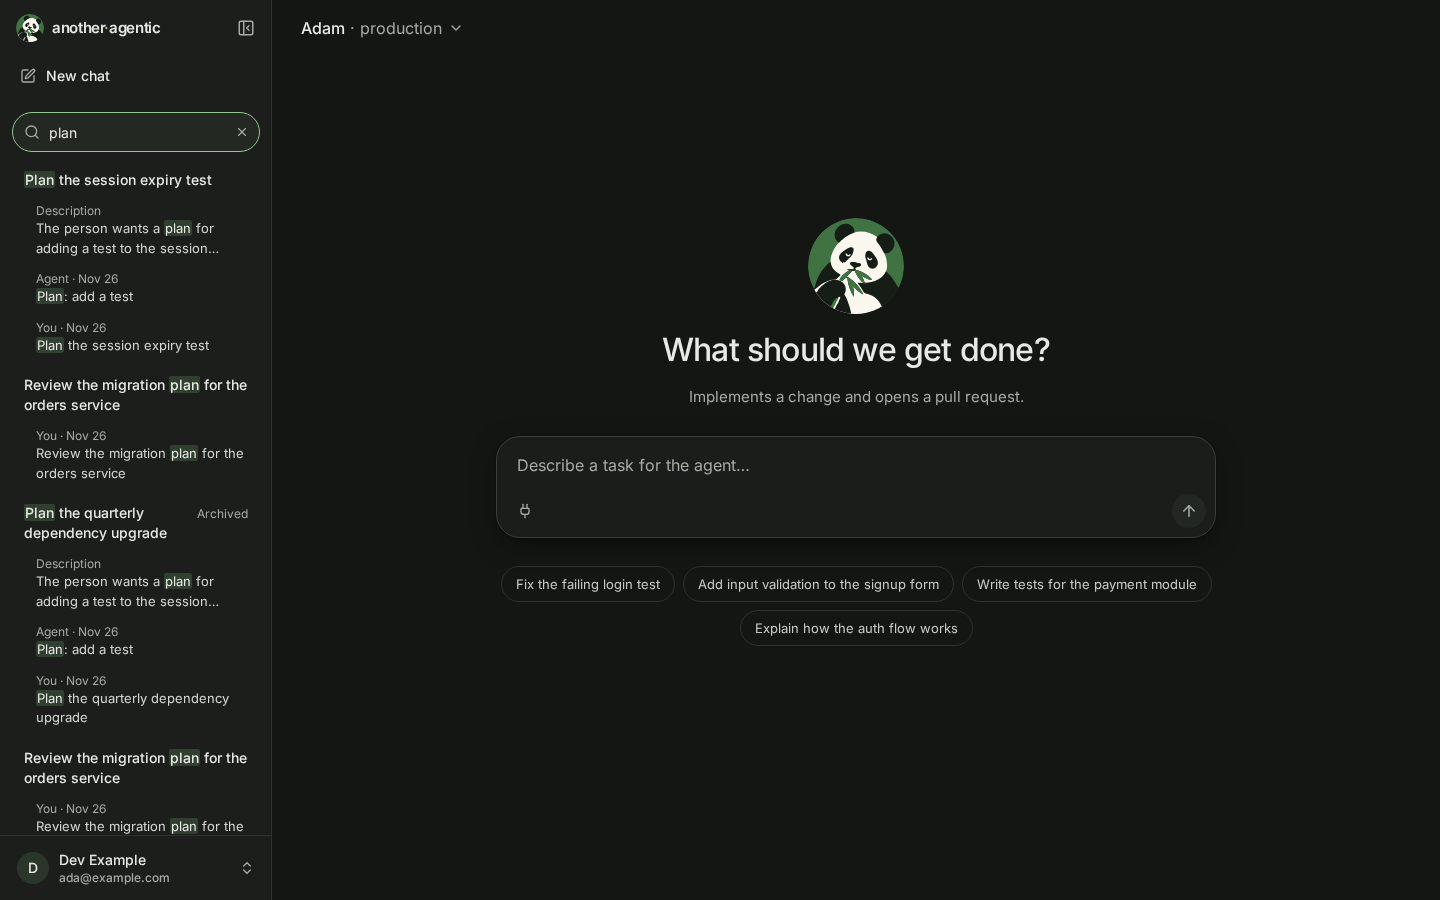 another·agentic
New chat
plan
Plan the session expiry test
Description
The person wants a plan for
adding a test to the session…
Agent · Nov 26
Plan: add a test
You · Nov 26
Plan the session expiry test
Review the migration plan for the
orders service
You · Nov 26
Review the migration plan for the
orders service
Plan the quarterly
dependency upgrade
Archived
Description
The person wants a plan for
adding a test to the session…
Agent · Nov 26
Plan: add a test
You · Nov 26
Plan the quarterly dependency
upgrade
Review the migration plan for the
orders service
You · Nov 26
Review the migration plan for the
D
Dev Example
ada@example.com
Adam · production
What should we get done?
Implements a change and opens a pull request.
Describe a task for the agent…
Fix the failing login test
Add input validation to the signup form
Write tests for the payment module
Explain how the auth flow works